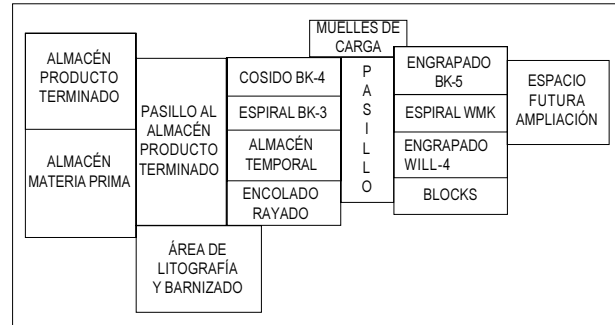 ALMACÉN
PRODUCTO
TERMINADO
ALMACÉN
MATERIA PRIMA
PASILLO AL
ALMACÉN
PRODUCTO
TERMINADO
ÁREA DE
LITOGRAFÍA
Y BARNIZADO
COSIDO BK-4
ESPIRAL BK-3
ALMACÉN
TEMPORAL
ENCOLADO
RAYADO
MUELLES DE
CARGA
P
A
S
I
L
L
O
ENGRAPADO
BK-5
ESPIRAL WMK
ENGRAPADO
WILL-4
BLOCKS
ESPACIO
FUTURA
AMPLIACIÓN